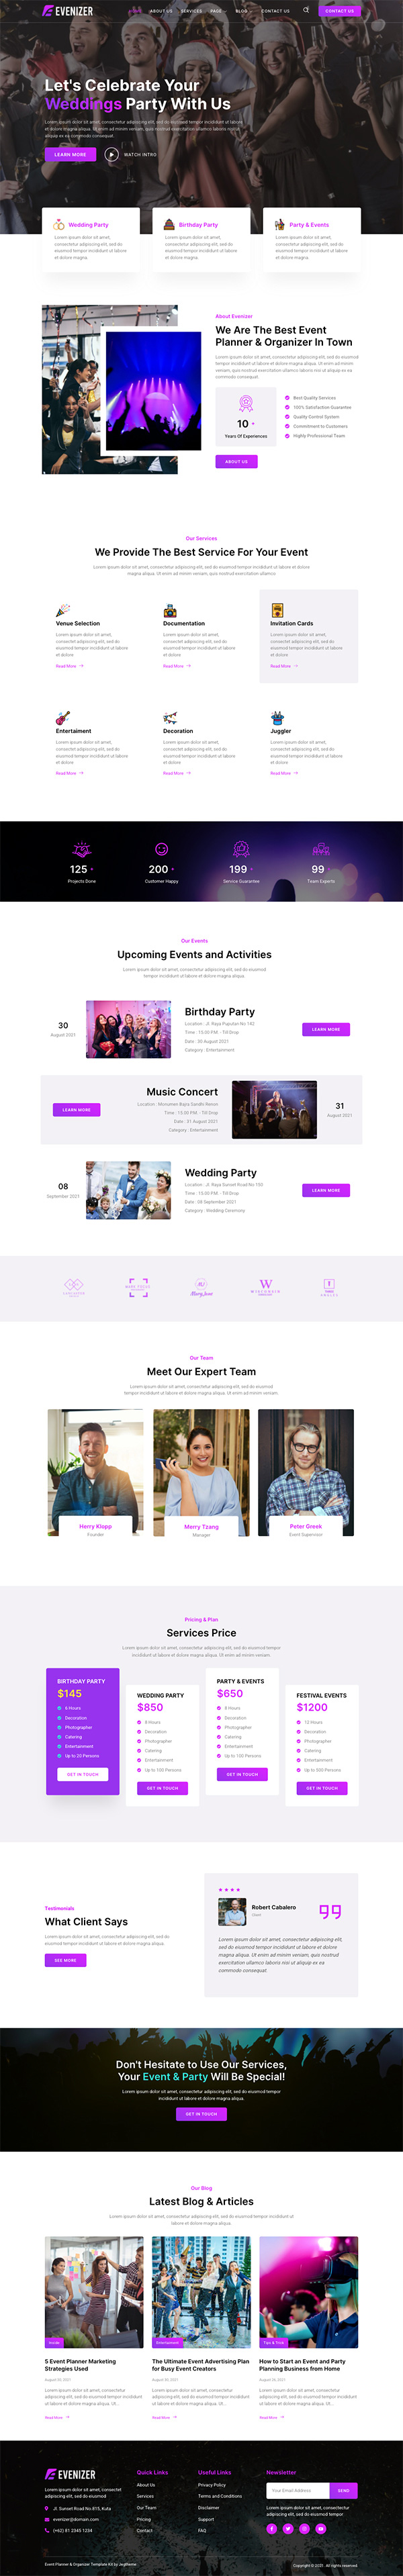 EVENIZER
ABOUT US SERVICES PAGE BLOG CONTACT US
CONTACT US
Let's Celebrate Your
Weddings Party With Us
Lorem ipsum dolor sit amet, consectetur adipiscing elit, sed do eiusmod tempor incididunt ut labore
et dolore magna aliqua. Ut enim ad minim veniam, quis nostrud exercitation ullamco laboris nisi ut
aliquip ex ea commodo consequat.
LEARN MORE
WATCH INTRO
Wedding Party
Lorem ipsum dolor sit amet,
consectetur adipiscing elit, sed do
eiusmod tempor incididunt ut labore
et dolore magna.
Birthday Party
Lorem ipsum dolor sit amet,
consectetur adipiscing elit, sed do
eiusmod tempor incididunt ut labore
et dolore magna.
Party & Events
Lorem ipsum dolor sit amet,
consectetur adipiscing elit, sed do
eiusmod tempor incididunt ut labore
et dolore magna.
About Evenizer
We Are The Best Event
Planner & Organizer In Town
Lorem ipsum dolor sit amet, consectetur adipiscing elit, sed do eiusmod
tempor incididunt ut labore et dolore magna aliqua. Ut enim ad minim
veniam, quis nostrud exercitation ullamco laboris nisi ut aliquip ex ea
commodo consequat.
10 +
Years Of Experiences
Best Quality Services
100% Satisfaction Guarantee
Quality Control System
Commitment to Customers
Highly Professional Team
ABOUT US
Our Services
We Provide The Best Service For Your Event
Lorem ipsum dolor sit amet, consectetur adipiscing elit, sed do eiusmod tempor incididunt ut labore et dolore
magna aliqua. Ut enim ad minim veniam, quis nostrud exercitation ullamco
Venue Selection
Lorem ipsum dolor sit amet,
consectet adipiscing elit, sed do
eiusmod tempor incididunt ut labore
et dolore
Read More
Documentation
Lorem ipsum dolor sit amet,
consectet adipiscing elit, sed do
eiusmod tempor incididunt ut labore
et dolore
Read More
Invitation Cards
Lorem ipsum dolor sit amet,
consectet adipiscing elit, sed do
eiusmod tempor incididunt ut labore
et dolore
Read More
Entertaiment
Lorem ipsum dolor sit amet,
consectet adipiscing elit, sed do
eiusmod tempor incididunt ut labore
et dolore
Read More
Decoration
Lorem ipsum dolor sit amet,
consectet adipiscing elit, sed do
eiusmod tempor incididunt ut labore
et dolore
Read More
Juggler
Lorem ipsum dolor sit amet,
consectet adipiscing elit, sed do
eiusmod tempor incididunt ut labore
et dolore
Read More
125 +
Projects Done
200 +
Customer Happy
199
Service Guarantee
99
Team Experts
Our Events
Upcoming Events and Activities
Lorem ipsum dolor sit amet, consectetur adipiscing elit, sed do eiusmod
tempor incididunt ut labore et dolore magna aliqua.
30
August 2021
Birthday Party
Location : Jl. Raya Puputan No 142
Time : 15.00 PM - Till Drop
Date : 30 August 2021
Category : Entertainment
LEARN MORE
LEARN MORE
Music Concert
Location : Mohamed Bajra Sandhi Renon
Time : 15.00 PM - Till Drop
Date : 31 August 2021
Category : Entertainment
31
August 2021
08
September 2021
Wedding Party
Location : Jl. Raya Sunset Road No 150
Time : 15.00 PM - Till Drop
Date : 08 September 2021
Category : Wedding Ceremony
LEARN MORE
Mary Jane
W
Our Team
Meet Our Expert Team
Lorem ipsum dolor sit amet, consectetur adipiscing elit, do eiusmod
tempor incididunt ut labore et dolore magna aliqua. Ut enim ad minim veniam.
Herry Klopp
Founder
Merry Tzang
Manager
Peter Greek
Event Supervisor
Pricing & Plan
Services Price
Lorem ipsum dolor sit amet, consectetur adipiscing elit, sed do eiusmod tempor
incididunt ut labore et dolore magna aliqua. Ut enim ad minim veniam.
BIRTHDAY PARTY
$145
6 Hours
Decoration
Photographer
Catering
Entertainment
Up to 20 Persons
GET IN TOUCH
WEDDING PARTY
$850
8 Hours
Decoration
Photographer
Catering
Entertainment
Up to 100 Persons
GET IN TOUCH
PARTY & EVENTS
$650
8 Hours
Decoration
Photographer
Catering
Entertainment
Up to 100 Persons
GET IN TOUCH
FESTIVAL EVENTS
$1200
10 Hours
Decoration
Photographer
Catering
Entertainment
Up to 500 Persons
GET IN TOUCH
Testimonials
What Client Says
Lorem ipsum dolor sit amet, consectetur adipiscing elit, sed do
eiusmod tempor incididunt ut labore et dolore magna aliqua.
SEE MORE
Robert Cabalero
Lorem ipsum dolor sit amet, consectetur adipiscing elit, sed do
eiusmod tempor incididunt ut labore et dolore
magna aliqua. Ut enim ad minim veniam, quis nostrud
exercitation ullamco laboris nisi ut aliquip ex ea
commodo consequat.
Don't Hesitate to Use Our Services,
Your Event & Party Will Be Special!
Lorem ipsum dolor sit amet, consectetur adipiscing elit, sed do eiusmod tempor
incididunt ut labore et dolore magna aliqua.
GET IN TOUCH
Our Blog
Latest Blog & Articles
Lorem ipsum dolor sit amet, consectetur adipiscing elit, sed do eiusmod tempor incididunt ut
labore et dolore magna aliqua.
Inside
5 Event Planner Marketing
Strategies Used
August 26, 2021
Lorem ipsum dolor sit amet, consectetur
adipiscing elit, do eiusmod tempor incididunt
ut labore et dolore magna aliqua. Ut...
Read More
Entertainment
The Ultimate Event Advertising Plan
for Busy Event Creators
August 26, 2021
Lorem ipsum dolor sit amet, consectetur
adipiscing elit, do eiusmod tempor incididunt
ut labore et dolore magna aliqua. Ut...
Read More
Tips & Trick
How to Start an Event and Party
Planning Business from Home
August 26, 2021
Lorem ipsum dolor sit amet, consectetur
adipiscing elit, do eiusmod tempor incididunt
ut labore et dolore magna aliqua. Ut...
Read More
EVENIZER
Lorem ipsum dolor sit amet, consectet
adipiscing elit, sed do eiusmod
Jl. Sunset Road No.815, Kuta
evenizer@domain.com
(+62) 81 2345 1234
Quick Links
About Us
Services
Our Team
Pricing
Contact
Useful Links
Privacy Policy
Terms and Conditions
Disclaimer
Support
FAQ
Newsletter
Your Email Address
SEND
Lorem ipsum dolor sit amet, consectectur
adipiscing elit, sed do eiusmod tempor
Event Planner & Organizer Template Kit by Jegtheme
Copyright © 2021. All rights reserved.